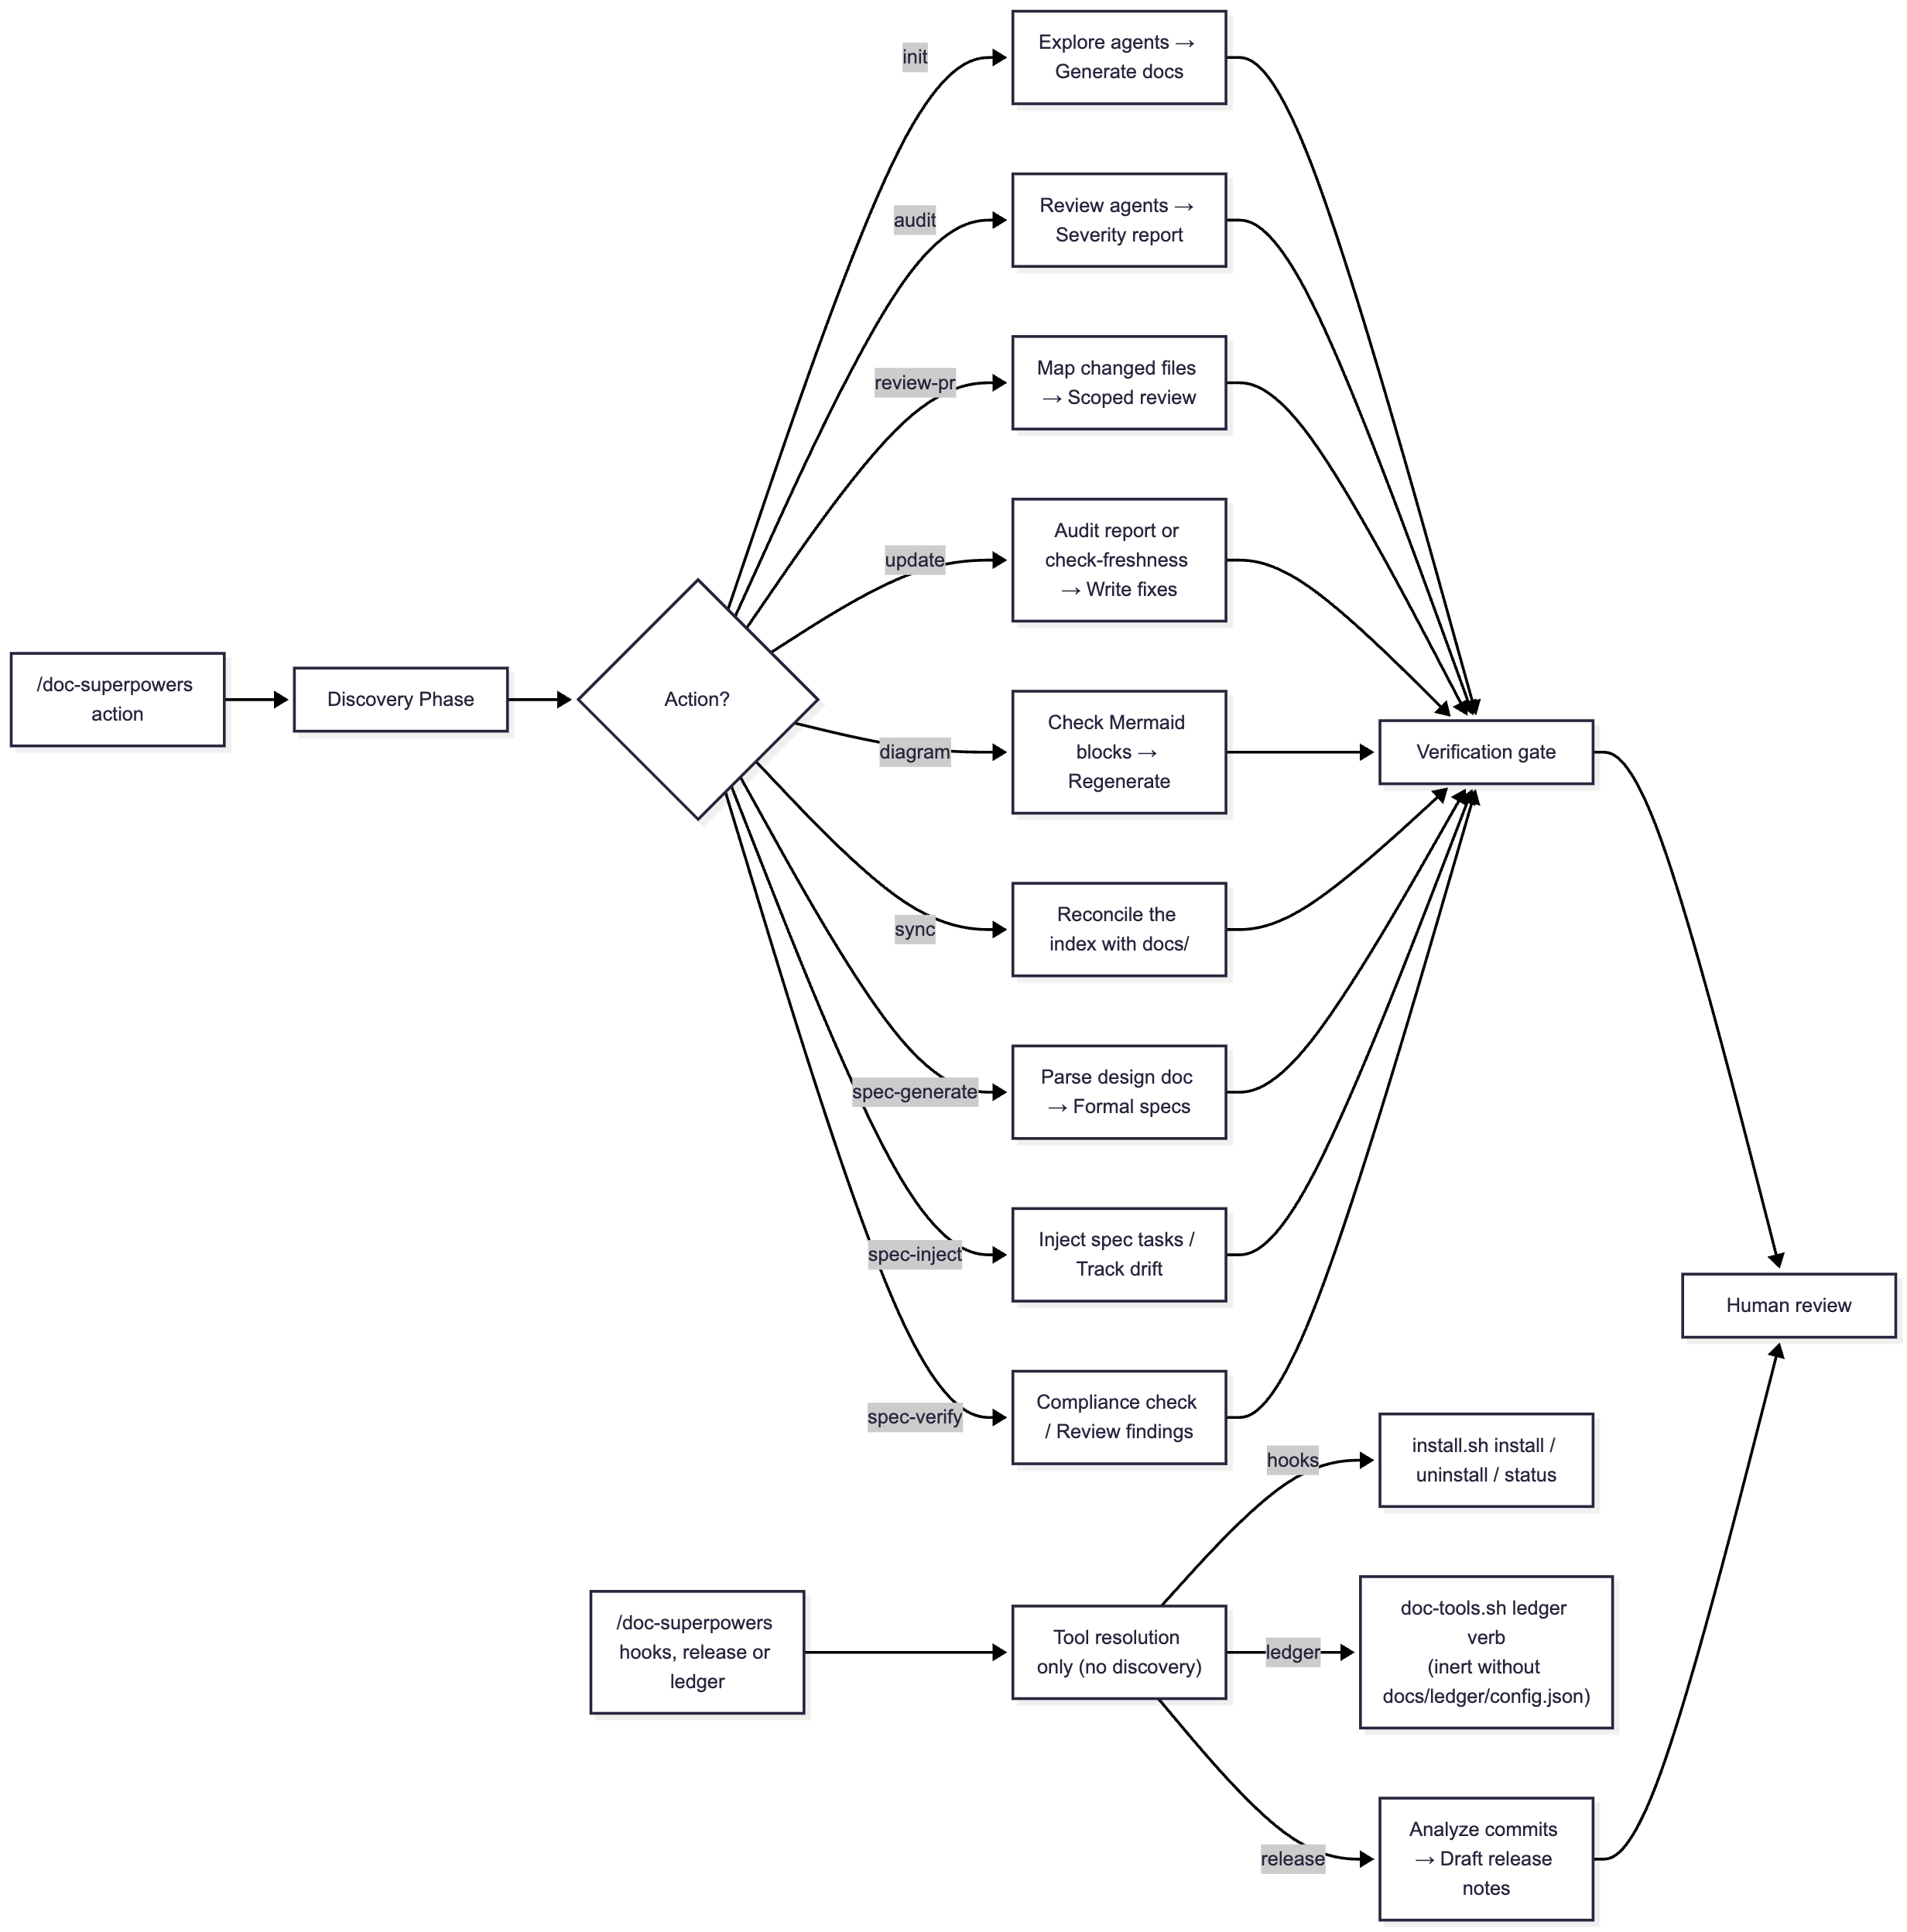 init
Explore agents →
Generate docs
audit
Review agents →
Severity report
review-pr
Map changed files
→ Scoped review
update
Audit report or
check-freshness
→ Write fixes
/doc-superpowers
action
Discovery Phase
Action?
diagram
Check Mermaid
blocks →
Regenerate
Verification gate
sync
Reconcile the
index with docs/
spec-generate
Parse design doc
→ Formal specs
spec-inject
Inject spec tasks /
Track drift
Human review
spec-verify
Compliance check
/ Review findings
hooks
install.sh install /
uninstall / status
/doc-superpowers
hooks, release or
ledger
Tool resolution
only (no discovery)
ledger
doc-tools.sh ledger
verb
(inert without
docs/ledger/config.json)
release
Analyze commits
→ Draft release
notes